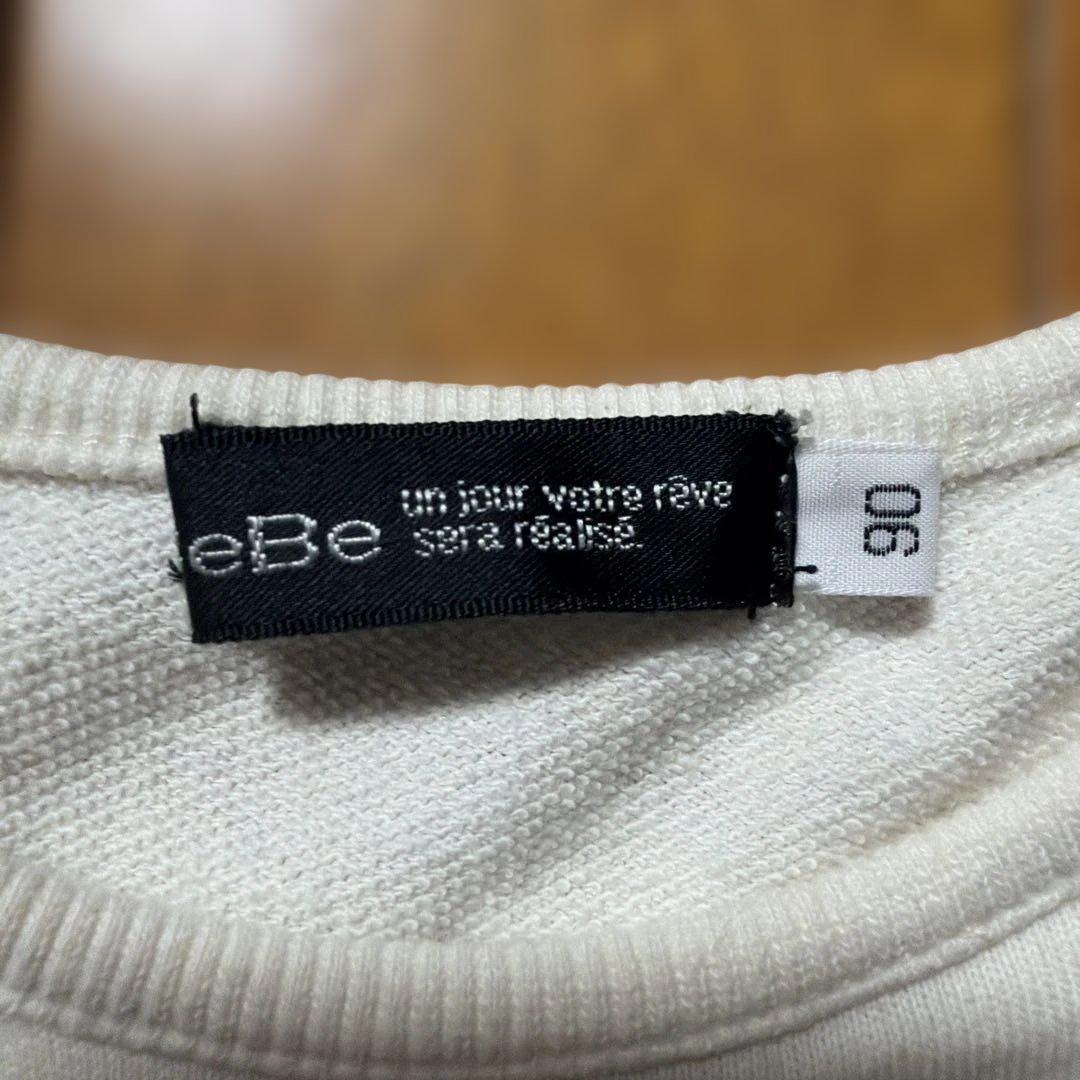 eBe
un jour votre rêve
sera réalisé.
90